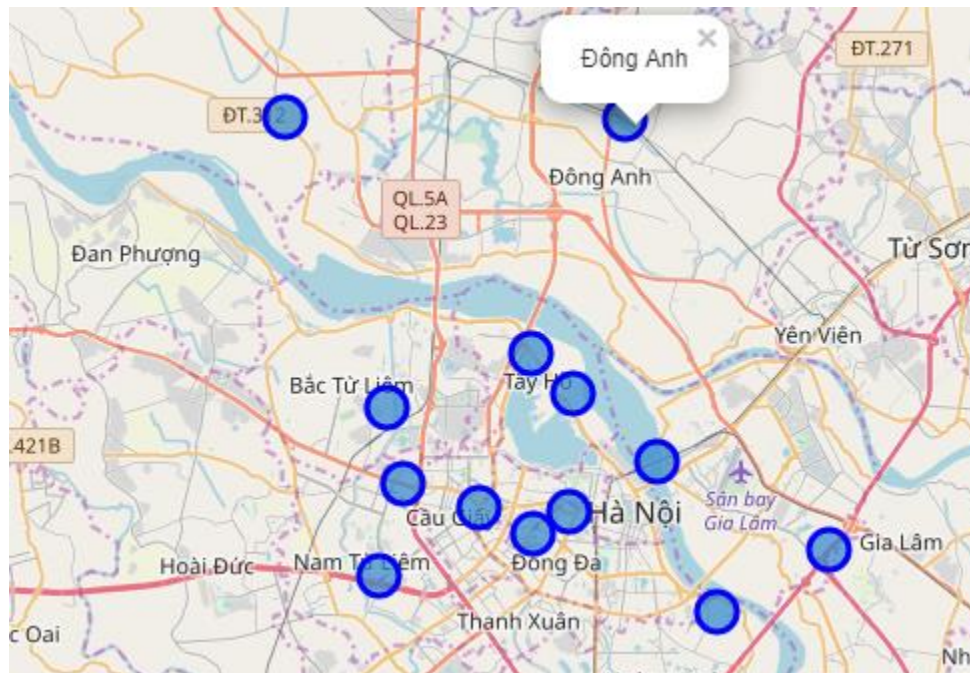 Đông Anh
×
ĐT.271
ĐT.3 2
Đông Anh
QL.5A
QL.23
Đan Phượng
Từ Sơn
Yên Viên
Bắc Từ Liêm
Tây Hồ
.421B
Sân bay
Gia Lâm
Cầu Giấy
Hà Nội
Gia Lâm
Hoài Đức
Nam Từ Liêm
Đống Đa
Thanh Xuân
c Oai
Nh